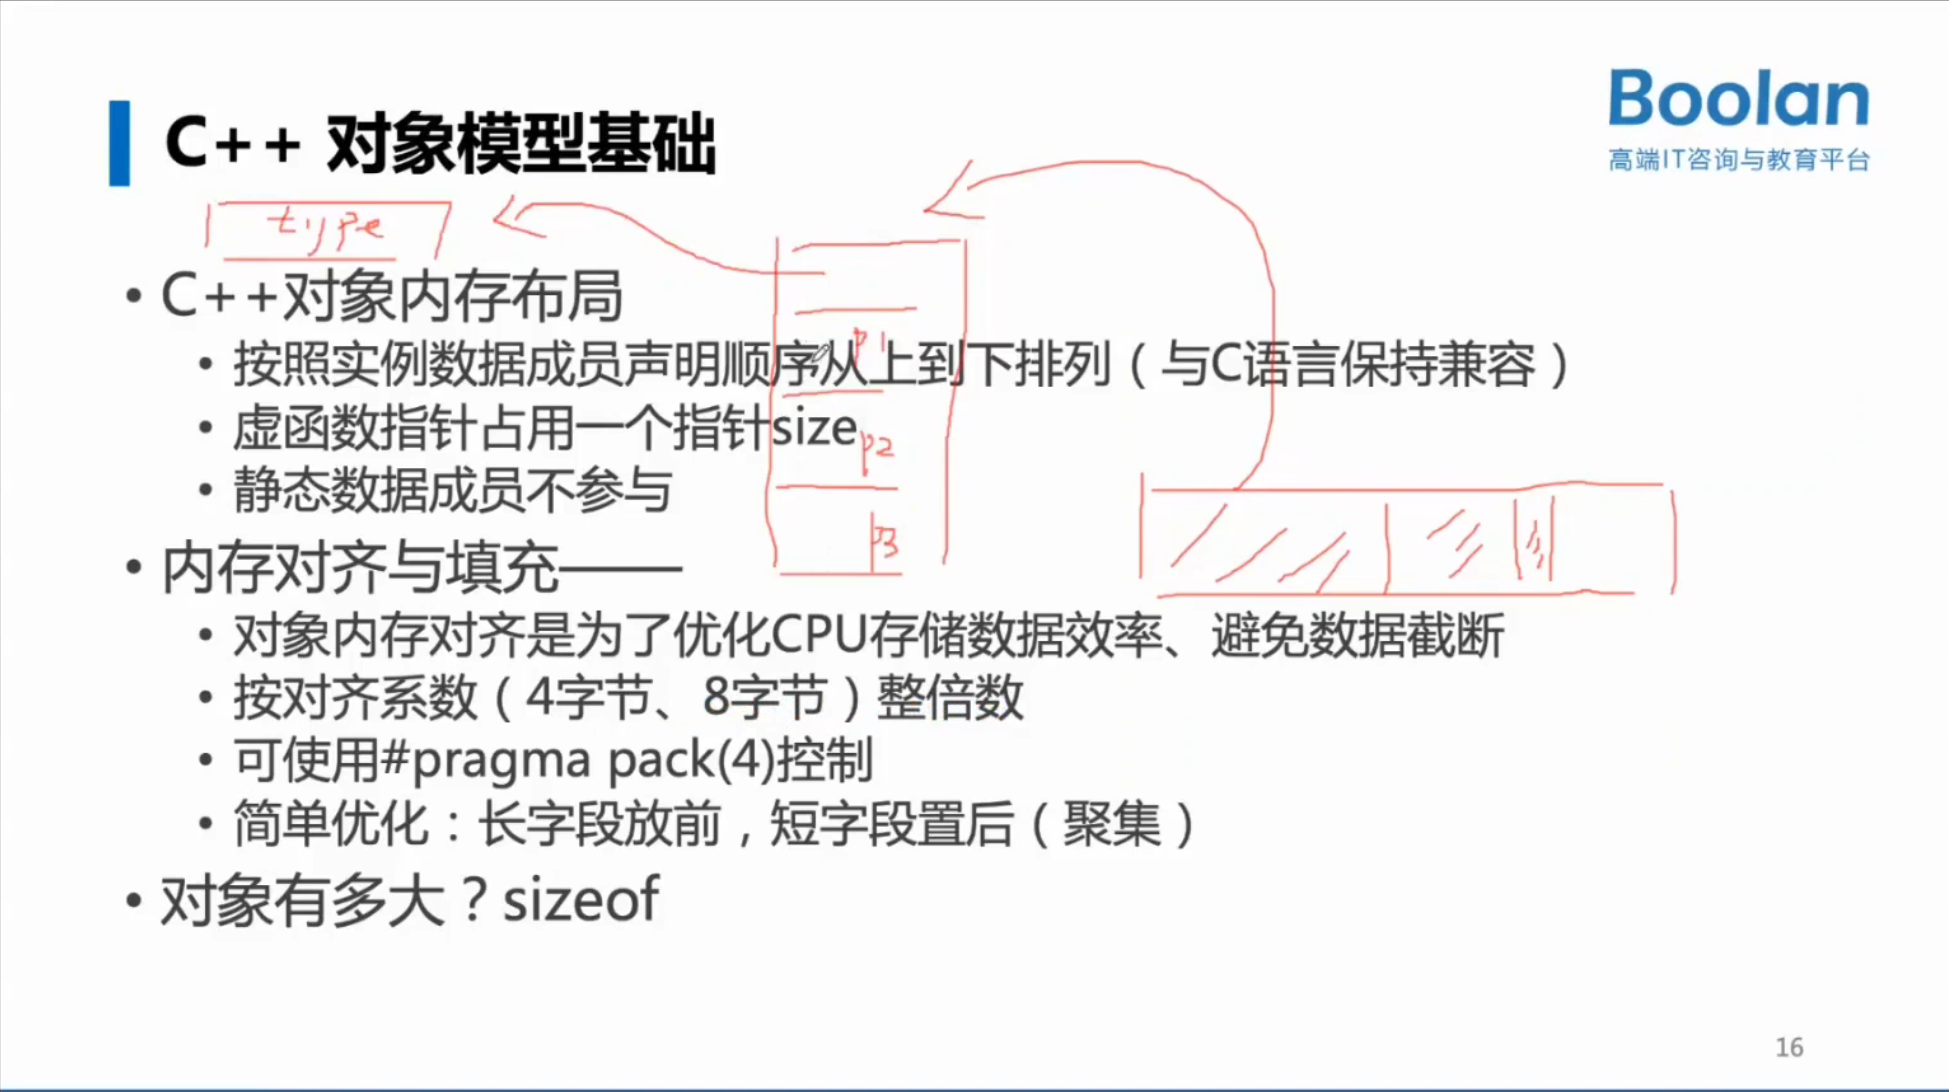 Boolan
高端IT咨询与教育平台
C++ 对象模型基础
type
• C++对象内存布局
• 按照实例数据成员声明顺序从上到下排列（与C语言保持兼容）
p1
• 虚函数指针占用一个指针size
p2
• 静态数据成员不参与
p3
• 内存对齐与填充——
• 对象内存对齐是为了优化CPU存储数据效率、避免数据截断
• 按对齐系数（4字节、8字节）整倍数
• 可使用#pragma pack(4)控制
• 简单优化：长字段放前，短字段置后（聚集）
• 对象有多大？sizeof
16